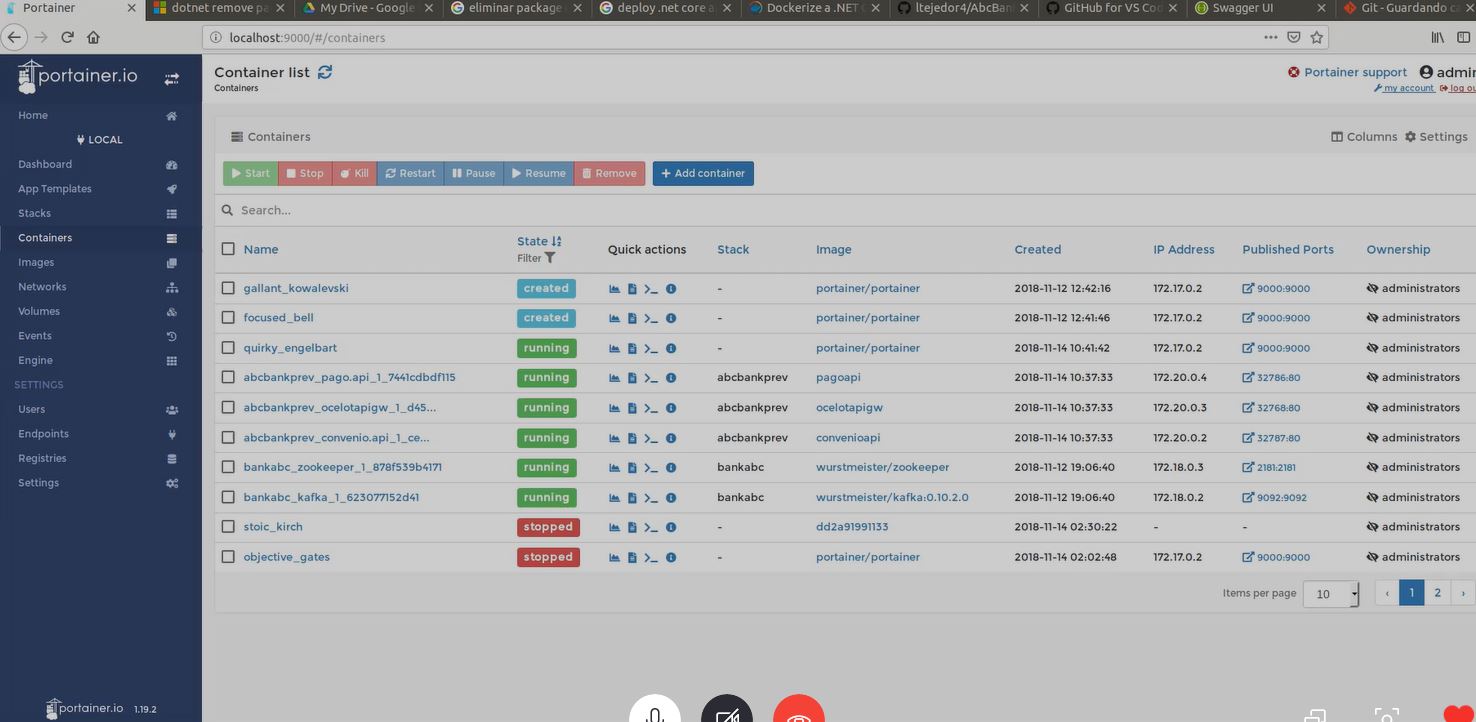 Portainer
dotnet remove pa
My Drive - Google
eliminar package
deploy .net core a
Dockerize a .NET C
ltejedor4/AbcBan
GitHub for VS Cod
Swagger UI
Git - Guardando ca
localhost:9000/#/containers
portainer.io
Container list
Containers
Portainer support
admin
my account
log ou
Home
LOCAL
Dashboard
App Templates
Stacks
Containers
Images
Networks
Volumes
Events
Engine
SETTINGS
Users
Endpoints
Registries
Settings
portainer.io 1.19.2
Containers
Columns Settings
Start Stop Kill Restart Pause Resume Remove + Add container
Search...
Name State Quick actions Stack Image Created IP Address Published Ports Ownership
Filter
gallant_kowalevski created - portainer/portainer 2018-11-12 12:42:16 172.17.0.2 9000:9000 administrators
focused_bell created - portainer/portainer 2018-11-12 12:41:46 172.17.0.2 9000:9000 administrators
quirky_engelbart running - portainer/portainer 2018-11-14 10:41:42 172.17.0.2 9000:9000 administrators
abcbankprev_pago.api_1_7441cdbdf115 running abcbankprev pagoapi 2018-11-14 10:37:33 172.20.0.4 32786:80 administrators
abcbankprev_ocelotapigw_1_d45... running abcbankprev ocelotapigw 2018-11-14 10:37:33 172.20.0.3 32768:80 administrators
abcbankprev_convenio.api_1_ce... running abcbankprev convenioapi 2018-11-14 10:37:33 172.20.0.2 32787:80 administrators
bankabc_zookeeper_1_878f539b4171 running bankabc wurstmeister/zookeeper 2018-11-12 19:06:40 172.18.0.3 2181:2181 administrators
bankabc_kafka_1_623077152d41 running bankabc wurstmeister/kafka:0.10.2.0 2018-11-12 19:06:40 172.18.0.2 9092:9092 administrators
stoic_kirch stopped - dd2a91991133 2018-11-14 02:30:22 - - administrators
objective_gates stopped - portainer/portainer 2018-11-14 02:02:48 172.17.0.2 9000:9000 administrators
Items per page 10 ‹ 1 2 ›